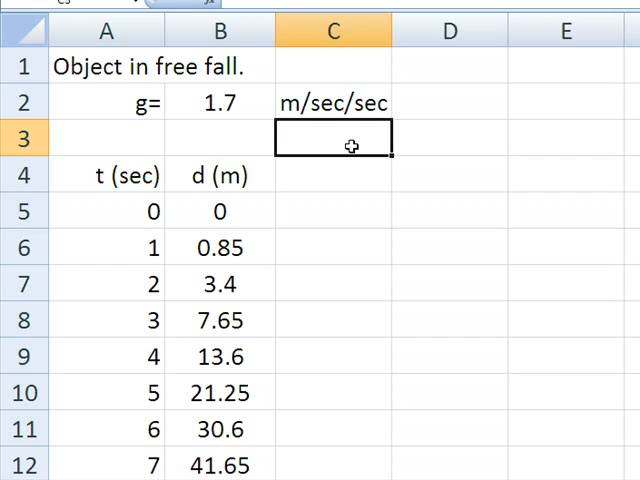 A B C D E
1 Object in free fall.
2 g= 1.7 m/sec/sec
3
4 t (sec) d (m)
5 0 0
6 1 0.85
7 2 3.4
8 3 7.65
9 4 13.6
10 5 21.25
11 6 30.6
12 7 41.65